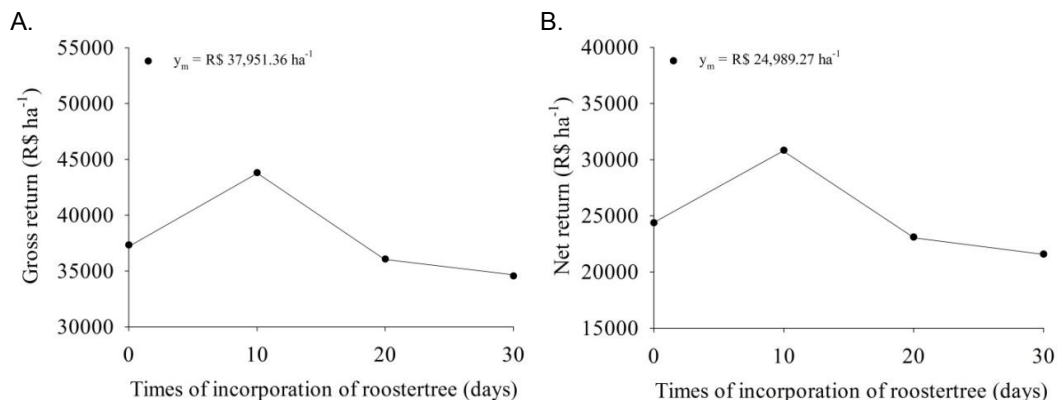 A.
Gross return (R$ ha⁻¹)
55000
50000
45000
40000
35000
30000
yₘ = R$ 37,951.36 ha⁻¹
0 10 20 30
Times of incorporation of roostertree (days)
B.
Net return (R$ ha⁻¹)
40000
35000
30000
25000
20000
15000
yₘ = R$ 24,989.27 ha⁻¹
0 10 20 30
Times of incorporation of roostertree (days)